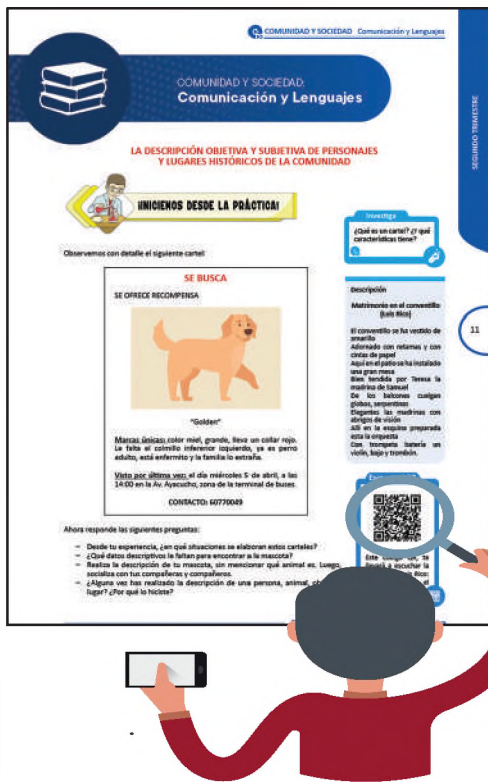 COMUNIDAD Y SOCIEDAD Comunicación y Lenguajes
COMUNIDAD Y SOCIEDAD:
Comunicación y Lenguajes
SEGUNDO TRIMESTRE
LA DESCRIPCIÓN OBJETIVA Y SUBJETIVA DE PERSONAJES
Y LUGARES HISTÓRICOS DE LA COMUNIDAD
¡INICIEMOS DESDE LA PRÁCTICA!
Observemos con detalle el siguiente cartel
SE BUSCA
SE OFRECE RECOMPENSA
"Golden"
Marcas únicas: color miel, grande, lleva un collar rojo.
Le falta el colmillo inferior izquierdo, ya es perro
adulto, está enfermito y la familia lo extraña.
Visto por última vez: el día miércoles 5 de abril, a las
14:00 en la Av. Ayacucho, zona de la terminal de buses.
CONTACTO: 60770049
Investiga
¿Qué es un cartel? ¿Y qué
características tiene?
Descripción
Matrimonio en el conventillo
(Luis Rico)
El conventillo se ha vestido de
amarillo
Adornado con retamas y con
cintas de papel
Aquí en el patio se ha instalado
una gran mesa
Bien tendida por Teresa la
madrina de Samuel
De los balcones cuelgan
globos, serpentinas
Elegantes las madrinas con
abrigos de visión
Allí en la esquina preparada
esta la orquesta
Con trompeta batería un
violín, bajo y trombón.
11
Este QR, te
escuchar la
Rico:
el
Ahora responde las siguientes preguntas:
– Desde tu experiencia, ¿en qué situaciones se elaboran estos carteles?
– ¿Qué datos descriptivos le faltan para encontrar a la mascota?
– Realiza la descripción de tu mascota, sin mencionar qué animal es. Luego,
socializa con tus compañeras y compañeros.
– ¿Alguna vez has realizado la descripción de una persona, animal,
lugar? ¿Por qué lo hiciste?